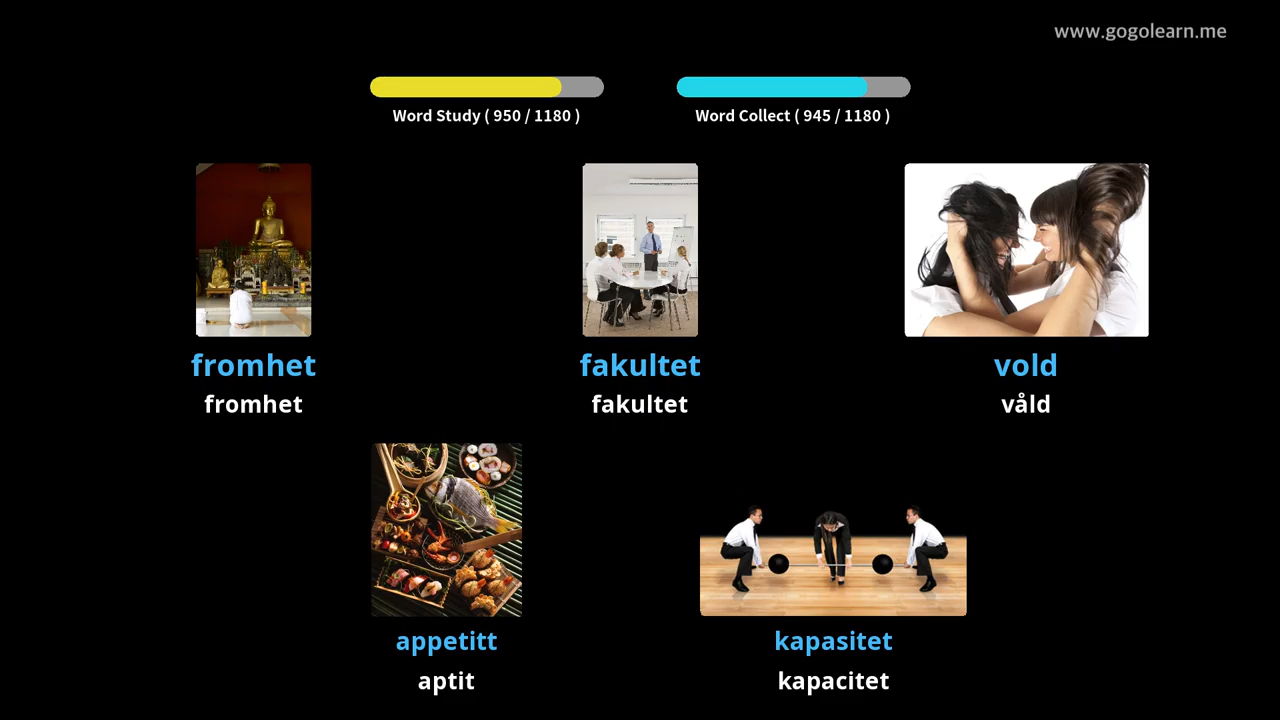 www.gogolearn.me
Word Study ( 950 / 1180 )
Word Collect ( 945 / 1180 )
fromhet
fromhet
fakultet
fakultet
vold
våld
appetitt
aptit
kapasitet
kapacitet